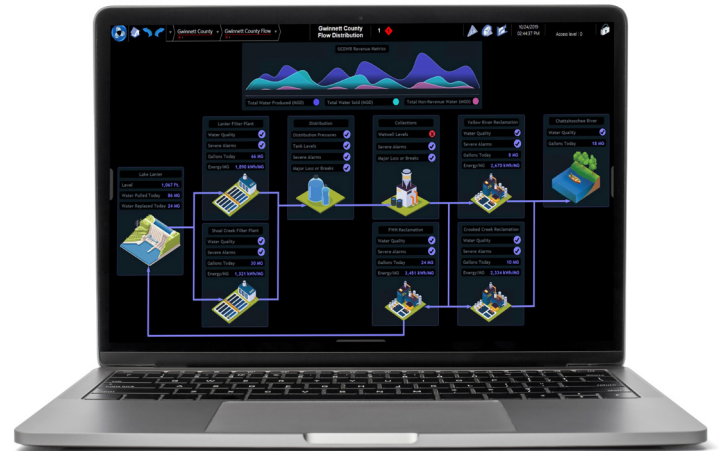 Gwinnett County
Gwinnett County Flow
Gwinnett County
Flow Distribution
1
10/24/2019
02:44:37 PM
Access level : 0
GCDWR Revenue Metrics
Total Water Produced (MGD)
Total Water Sold (MGD)
Total Non-Revenue Water (MGD)
Lake Lanier
Level 1,067 Ft.
Water Pulled Today 86 MG
Water Replaced Today 24 MG
Lanier Filter Plant
Water Quality
Severe Alarms
Gallons Today 66 MG
Energy/MG 1,890 kWh/MG
Distribution
Distribution Pressures
Tank Levels
Severe Alarms
Major Loss or Breaks
Collections
Wetwell Levels
Severe Alarms
Major Loss or Breaks
Yellow River Reclamation
Water Quality
Severe Alarms
Gallons Today 8 MG
Energy/MG 2,670 kWh/MG
Chattahoochee River
Water Quality
Gallons Today 18 MG
Shoal Creek Filter Plant
Water Quality
Severe Alarms
Gallons Today 20 MG
Energy/MG 1,221 kWh/MG
FWH Reclamation
Water Quality
Severe Alarms
Gallons Today 24 MG
Energy/MG 3,451 kWh/MG
Crooked Creek Reclamation
Water Quality
Severe Alarms
Gallons Today 10 MG
Energy/MG 2,334 kWh/MG